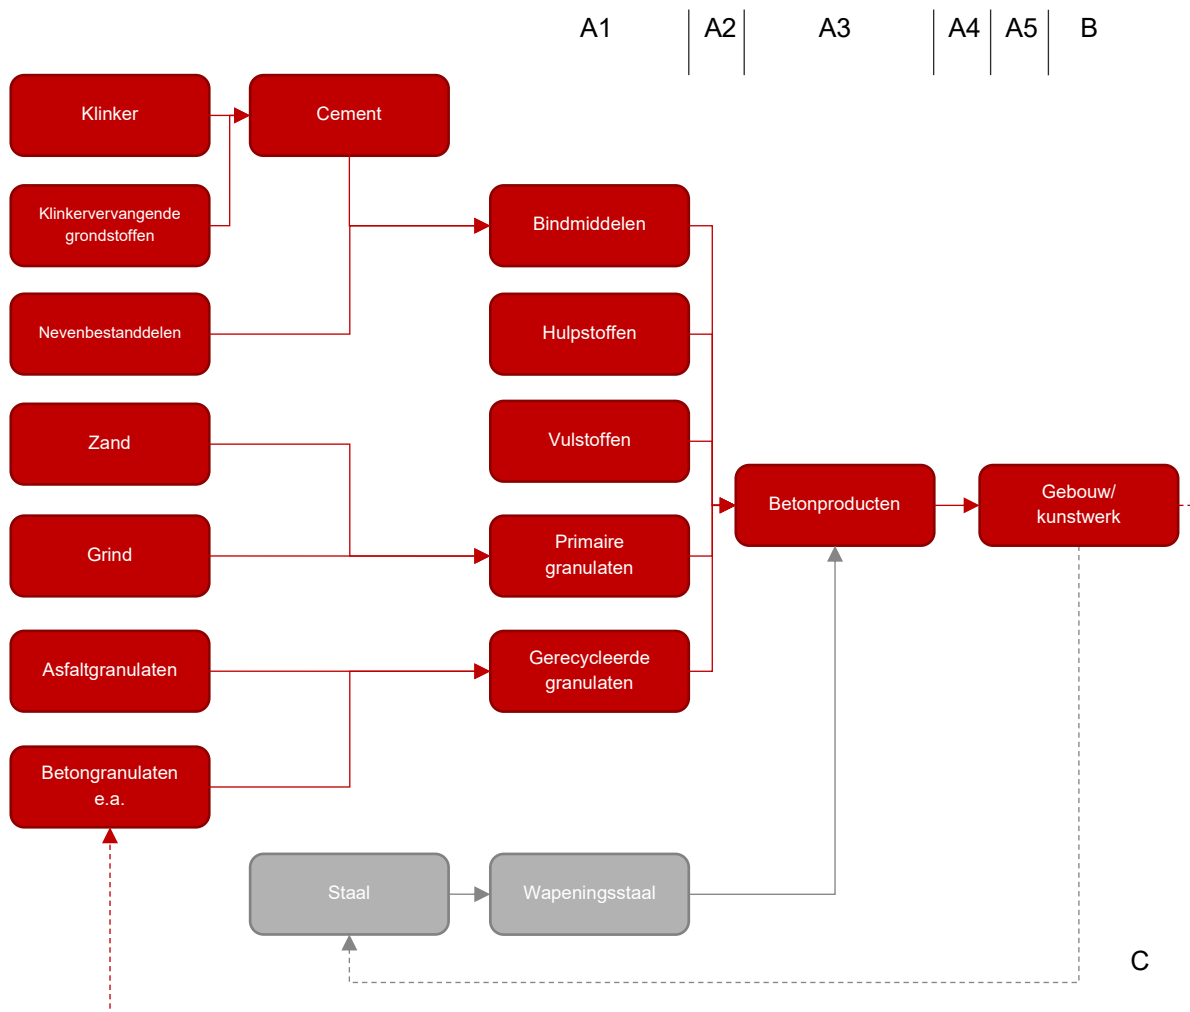 A1
A2
A3
A4
A5
B
Klinker
Cement
Klinkervervangende
grondstoffen
Bindmiddelen
Nevenbestanddelen
Hulpstoffen
Zand
Vulstoffen
Betonproducten
Gebouw/
kunstwerk
Grind
Primaire
granulaten
Asfaltgranulaten
Gerecycleerde
granulaten
Betongranulaten
e.a.
Staal
Wapeningsstaal
C